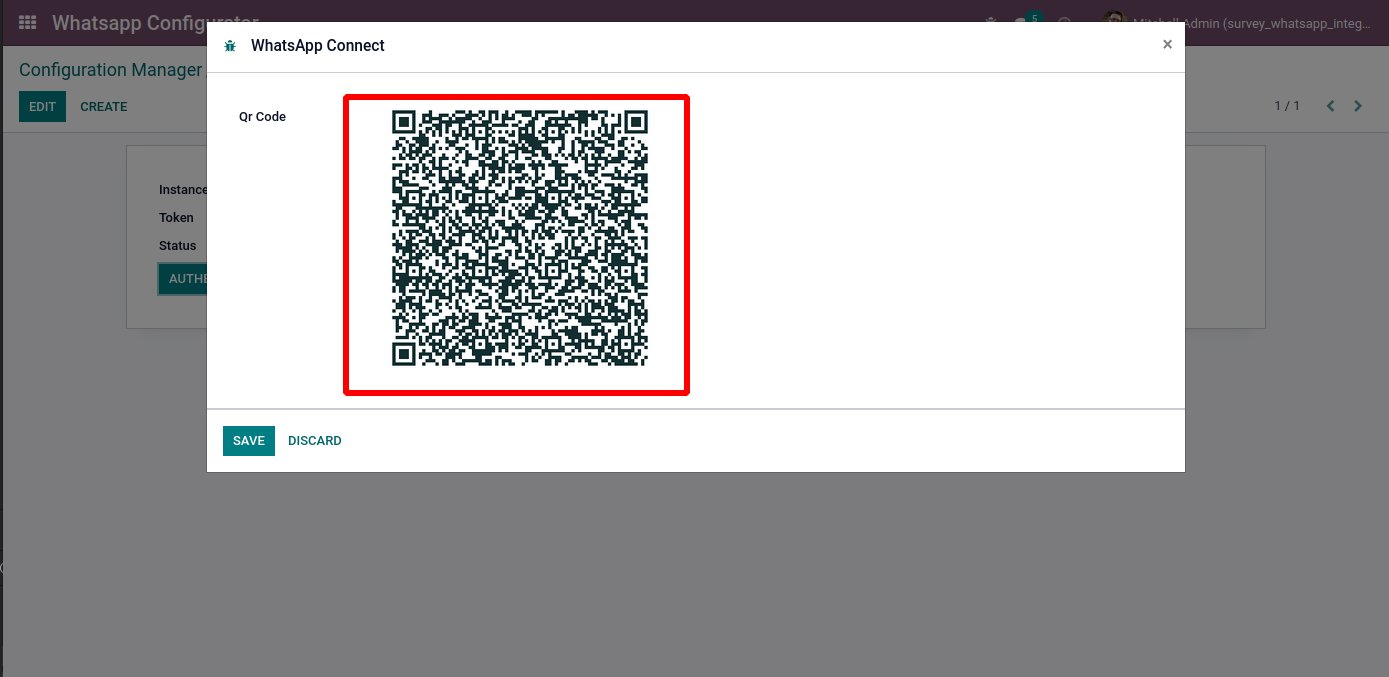 Whatsapp Configurator
5
Mitchell Admin (survey_whatsapp_integ...
WhatsApp Connect
×
Configuration Manager
EDIT
CREATE
1 / 1
Qr Code
Instance
Token
Status
AUTHE
SAVE
DISCARD